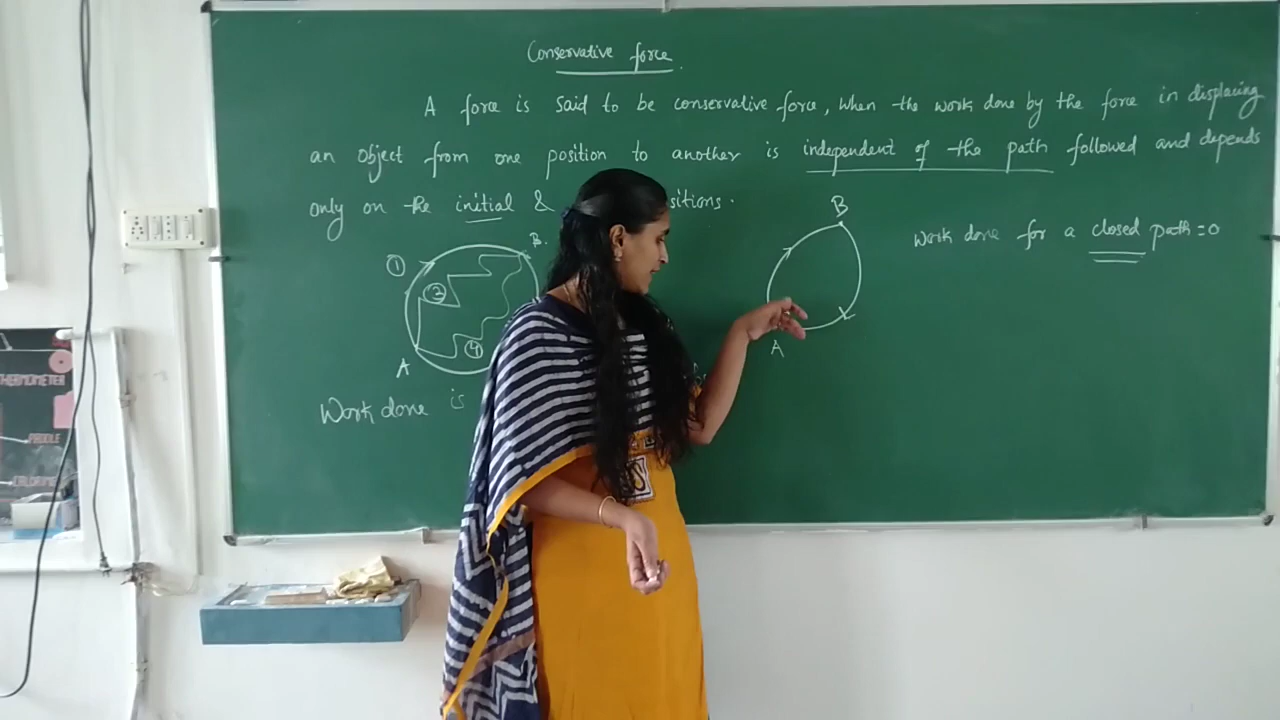 Conservative force
A force is said to be conservative force, when the work done by the force in displacing
an object from one position to another is independent of the path followed and depends
only on the initial & sitions.
B
Work done for a closed path = 0
B
①
②
④
A
A
Work done is
THERMOMETER